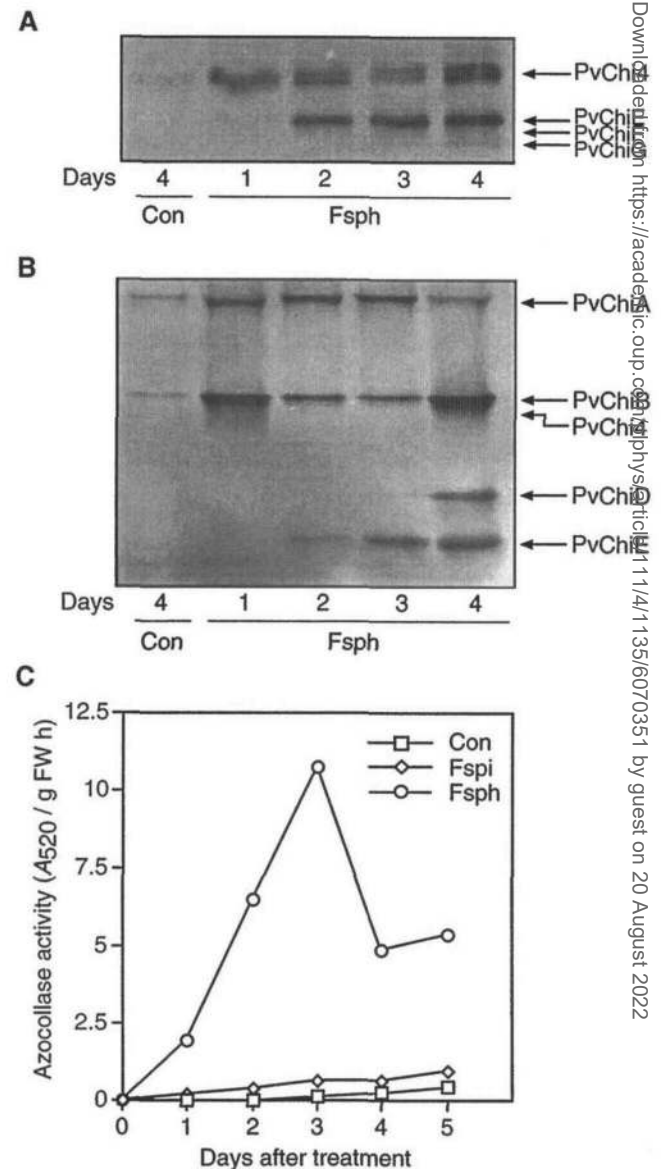 A
PvChi4
Days 4 1 2 3 4
Con Fsph
B
PvChiA
PvChiB
PvChi4
PvChiD
PvChiE
Days 4 1 2 3 4
Con Fsph
C
12.5
10
7.5
5
2.5
0
Azocollase activity (A520 / g FW h)
Con
Fspi
Fsph
0 1 2 3 4 5
Days after treatment
Downloaded from https://academic.oup.com/plphys/article/111/4/1135/6070351 by guest on 20 August 2022